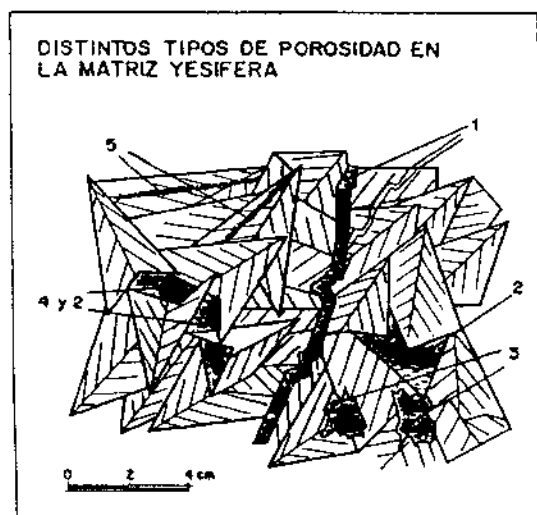 DISTINTOS TIPOS DE POROSIDAD EN
LA MATRIZ YESIFERA
5
1
4 y 2
2
3
0 2 4 cm